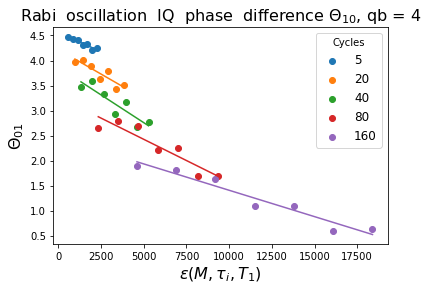 Rabi oscillation IQ phase difference Θ₁₀, qb = 4
Θ₀₁
4.5
4.0
3.5
3.0
2.5
2.0
1.5
1.0
0.5
Cycles
5
20
40
80
160
0 2500 5000 7500 10000 12500 15000 17500
ε(M, τᵢ, T₁)